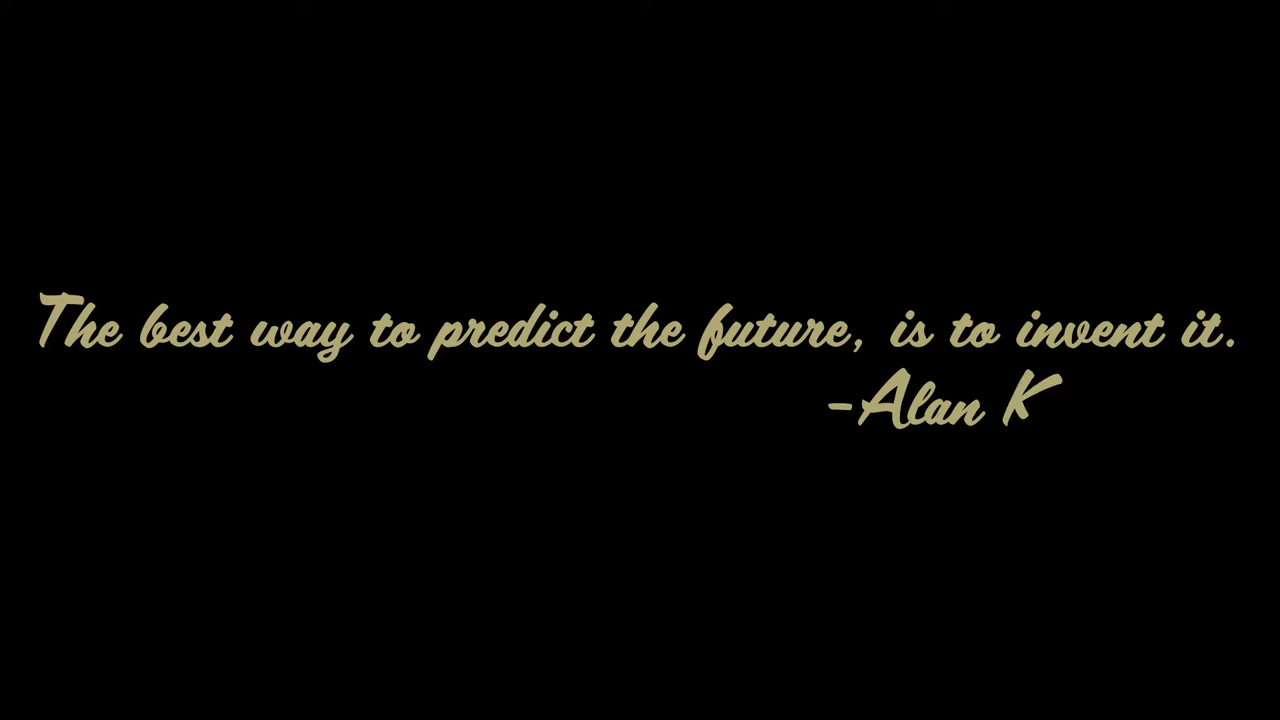 The best way to predict the future, is to invent it.
-Alan K